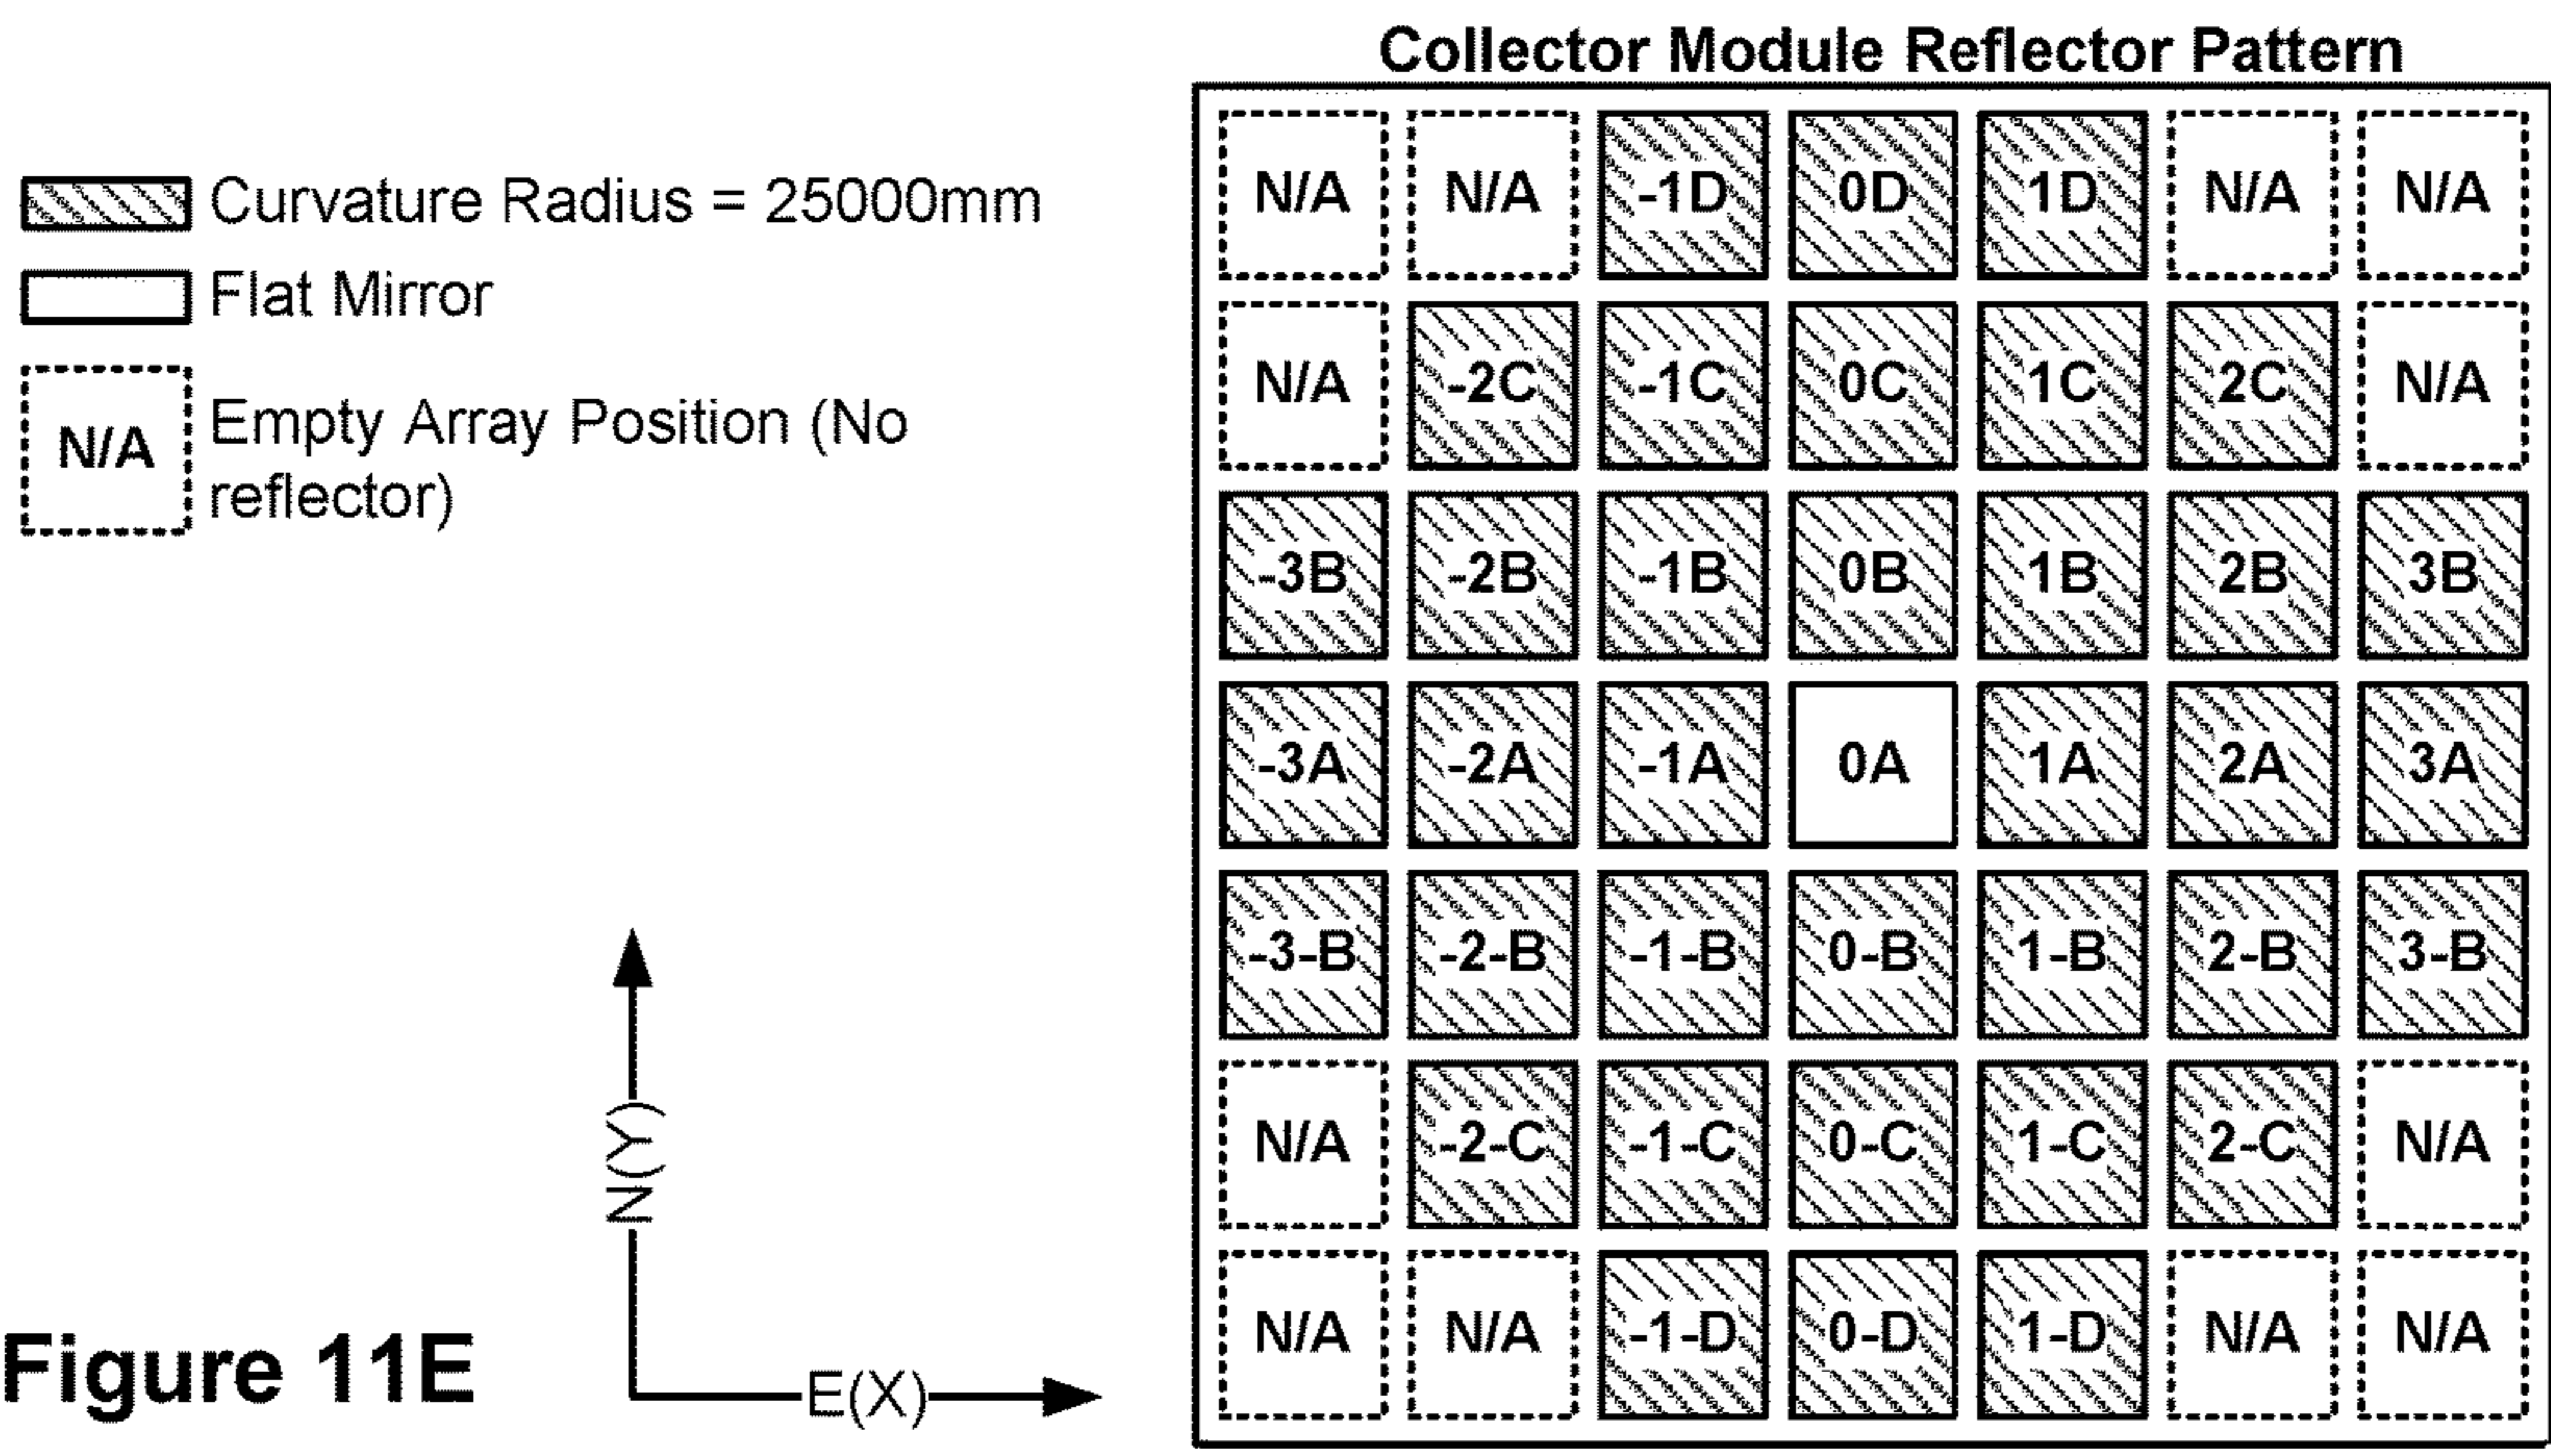 Collector Module Reflector Pattern
Curvature Radius = 25000mm
Flat Mirror
N/A Empty Array Position (No
reflector)
N/A N/A -1D 0D 1D N/A N/A
N/A -2C -1C 0C 1C 2C N/A
-3B -2B -1B 0B 1B 2B 3B
-3A -2A -1A 0A 1A 2A 3A
-3-B -2-B -1-B 0-B 1-B 2-B 3-B
N/A -2-C -1-C 0-C 1-C 2-C N/A
N/A N/A -1-D 0-D 1-D N/A N/A
N(Y)
E(X)
Figure 11E